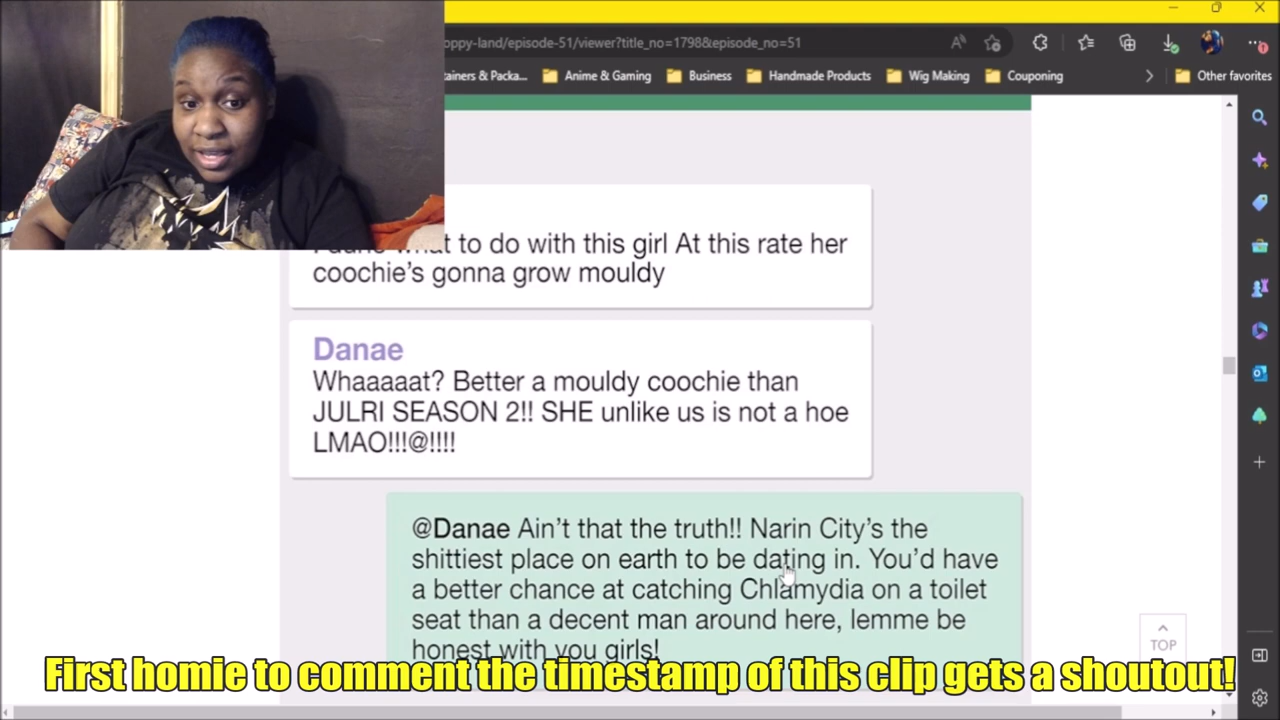 oppy-land/episode-51/viewer?title_no=1798&episode_no=51
tainers & Packa... Anime & Gaming Business Handmade Products Wig Making Couponing Other favorites
what to do with this girl At this rate her
coochie's gonna grow mouldy
Danae
Whaaaaat? Better a mouldy coochie than
JULRI SEASON 2!! SHE unlike us is not a hoe
LMAO!!!@!!!!
@Danae Ain't that the truth!! Narin City's the
shittiest place on earth to be dating in. You'd have
a better chance at catching Chlamydia on a toilet
seat than a decent man around here, lemme be
honest with you girls!
TOP
First homie to comment the timestamp of this clip gets a shoutout!